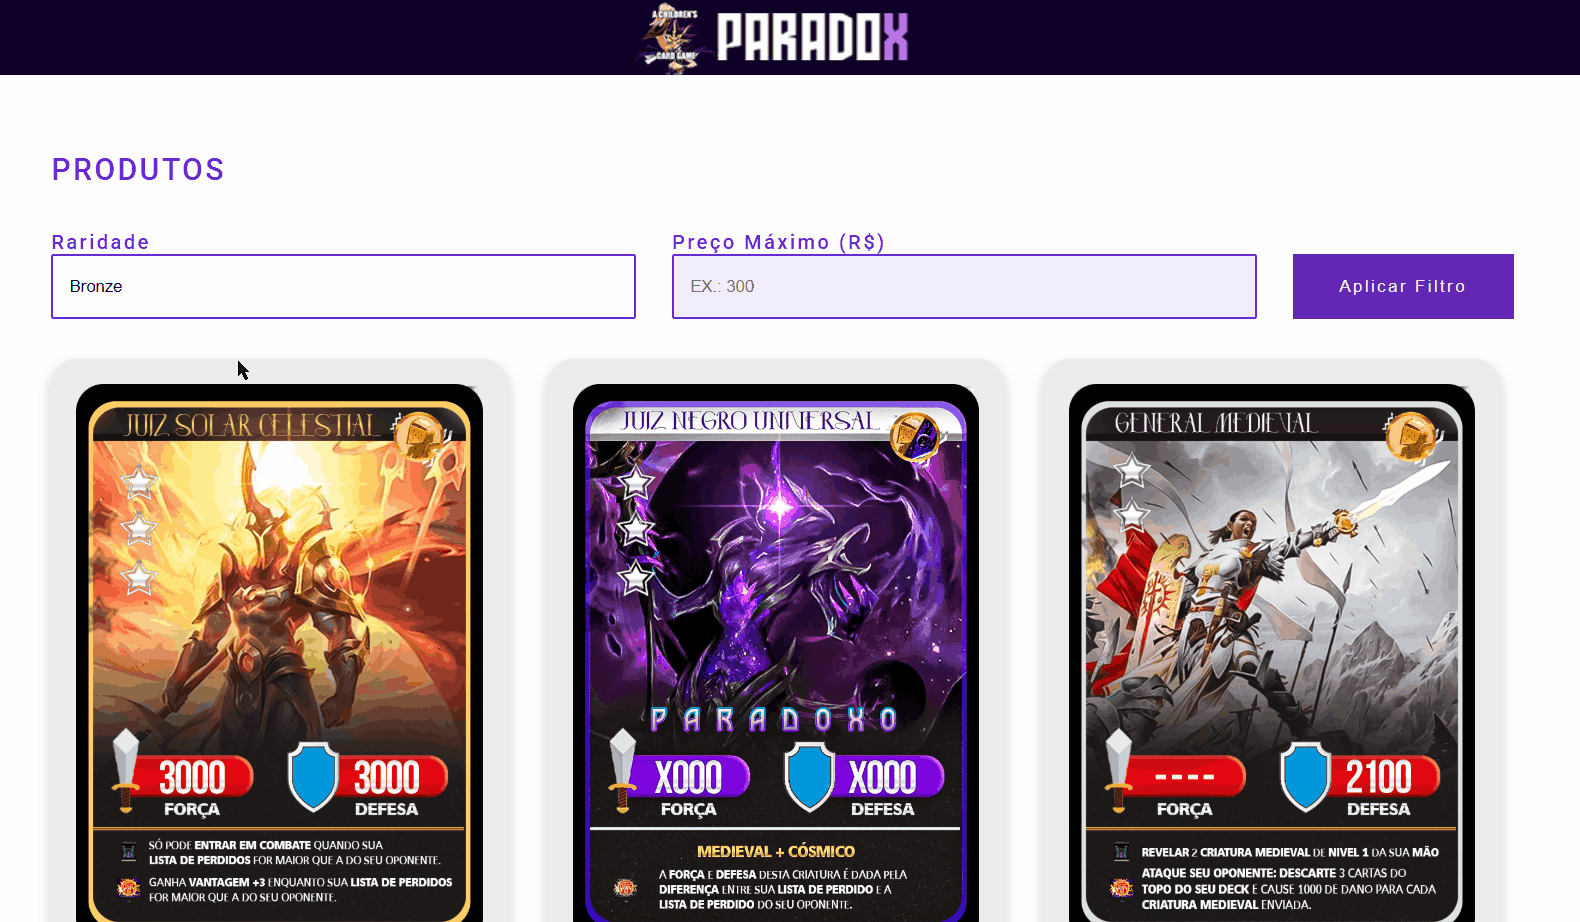 A CHILDREN'S
CARD GAME
PARADOX
PRODUTOS
Raridade
Preço Máximo (R$)
Bronze
EX.: 300
Aplicar Filtro
JUIZ SOLAR CELESTIAL
3000
FORÇA
3000
DEFESA
SÓ PODE ENTRAR EM COMBATE QUANDO SUA
LISTA DE PERDIDOS FOR MAIOR QUE A DO SEU OPONENTE.
GANHA VANTAGEM +3 ENQUANTO SUA LISTA DE PERDIDOS
FOR MAIOR QUE A DO SEU OPONENTE.
JUIZ NEGRO UNIVERSAL
PARADOXO
X000
FORÇA
X000
DEFESA
MEDIEVAL + CÓSMICO
A FORÇA E DEFESA DESTA CRIATURA É DADA PELA
DIFERENÇA ENTRE SUA LISTA DE PERDIDO E A
LISTA DE PERDIDO DO SEU OPONENTE.
GENERAL MEDIEVAL
----
FORÇA
2100
DEFESA
REVELAR 2 CRIATURA MEDIEVAL DE NIVEL 1 DA SUA MÃO
ATAQUE SEU OPONENTE: DESCARTE 3 CARTAS DO
TOPO DO SEU DECK E CAUSE 1000 DE DANO PARA CADA
CRIATURA MEDIEVAL ENVIADA.